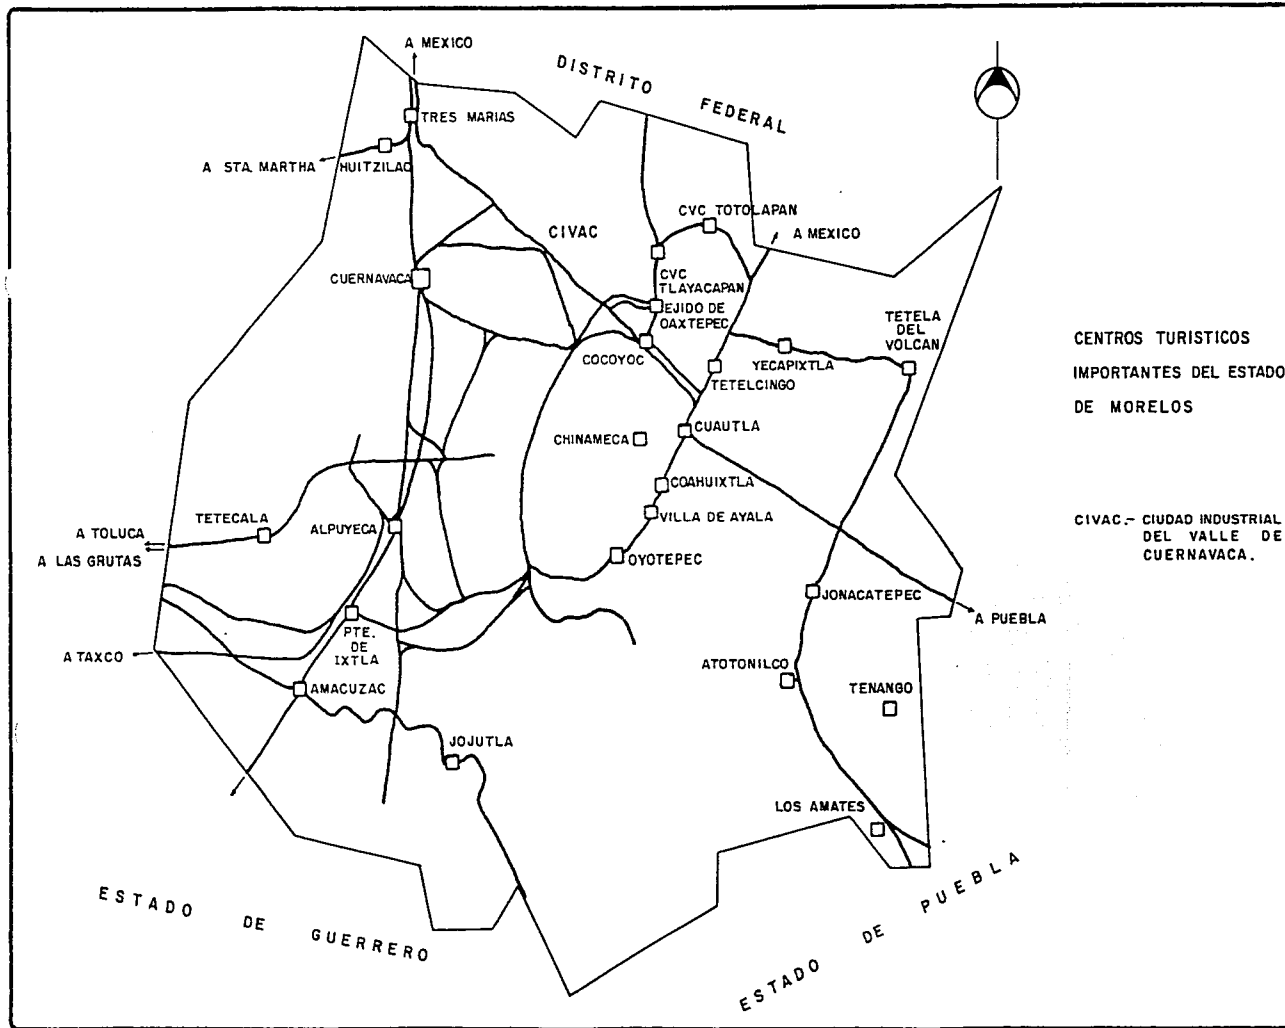 A MEXICO
DISTRITO
FEDERAL
TRES MARIAS
A STA. MARTHA
HUITZILAC
CVC TOTOLAPAN
A MEXICO
CIVAC
CUERNAVACA
CVC
TLAYACAPAN
EJIDO DE
OAXTEPEC
TETELA
DEL
VOLCAN
CENTROS TURISTICOS
IMPORTANTES DEL ESTADO
DE MORELOS
COCOYOC
YECAPIXTLA
TETELCINGO
CUAUTLA
CHINAMECA
COAHUIXTLA
VILLA DE AYALA
TETECALA
ALPUYECA
A TOLUCA
A LAS GRUTAS
OYOTEPEC
CIVAC.- CIUDAD INDUSTRIAL
DEL VALLE DE
CUERNAVACA.
JONACATEPEC
A PUEBLA
PTE.
DE
IXTLA
A TAXCO
AMACUZAC
ATOTONILCO
TENANGO
JOJUTLA
LOS AMATES
ESTADO DE GUERRERO
ESTADO DE PUEBLA